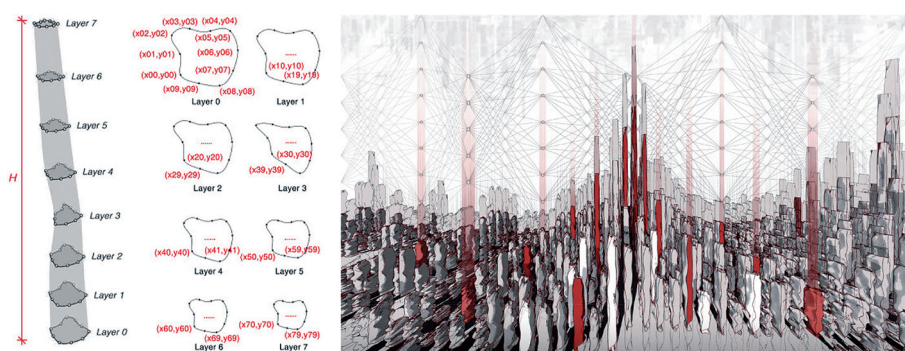 Layer 7
Layer 6
Layer 5
H
Layer 4
Layer 3
Layer 2
Layer 1
Layer 0
(x03,y03) (x04,y04)
(x02,y02)
(x05,y05)
(x01,y01)
(x06,y06)
(x00,y00)
(x07,y07)
(x09,y09)
(x08,y08)
Layer 0
......
(x10,y10)
(x19,y19)
Layer 1
......
(x20,y20)
(x29,y29)
Layer 2
......
(x30,y30)
(x39,y39)
Layer 3
......
(x40,y40)
(x41,y41)
Layer 4
......
(x50,y50)
(x59,y59)
Layer 5
......
(x60,y60)
(x69,y69)
Layer 6
......
(x70,y70)
(x79,y79)
Layer 7